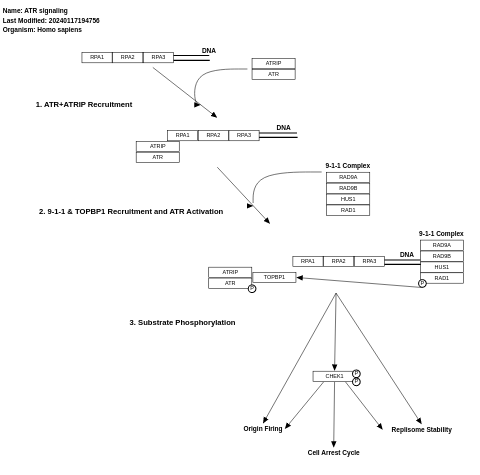 Name: ATR signaling
Last Modified: 20240117194756
Organism: Homo sapiens
RPA1 RPA2 RPA3 DNA
ATRIP
ATR
1. ATR+ATRIP Recruitment
RPA1 RPA2 RPA3 DNA
ATRIP
ATR
9-1-1 Complex
RAD9A
RAD9B
HUS1
RAD1
2. 9-1-1 & TOPBP1 Recruitment and ATR Activation
9-1-1 Complex
RAD9A
RAD9B
HUS1
RAD1
P
RPA1 RPA2 RPA3 DNA
ATRIP
ATR
P
TOPBP1
3. Substrate Phosphorylation
CHEK1
P
P
Origin Firing
Replisome Stability
Cell Arrest Cycle